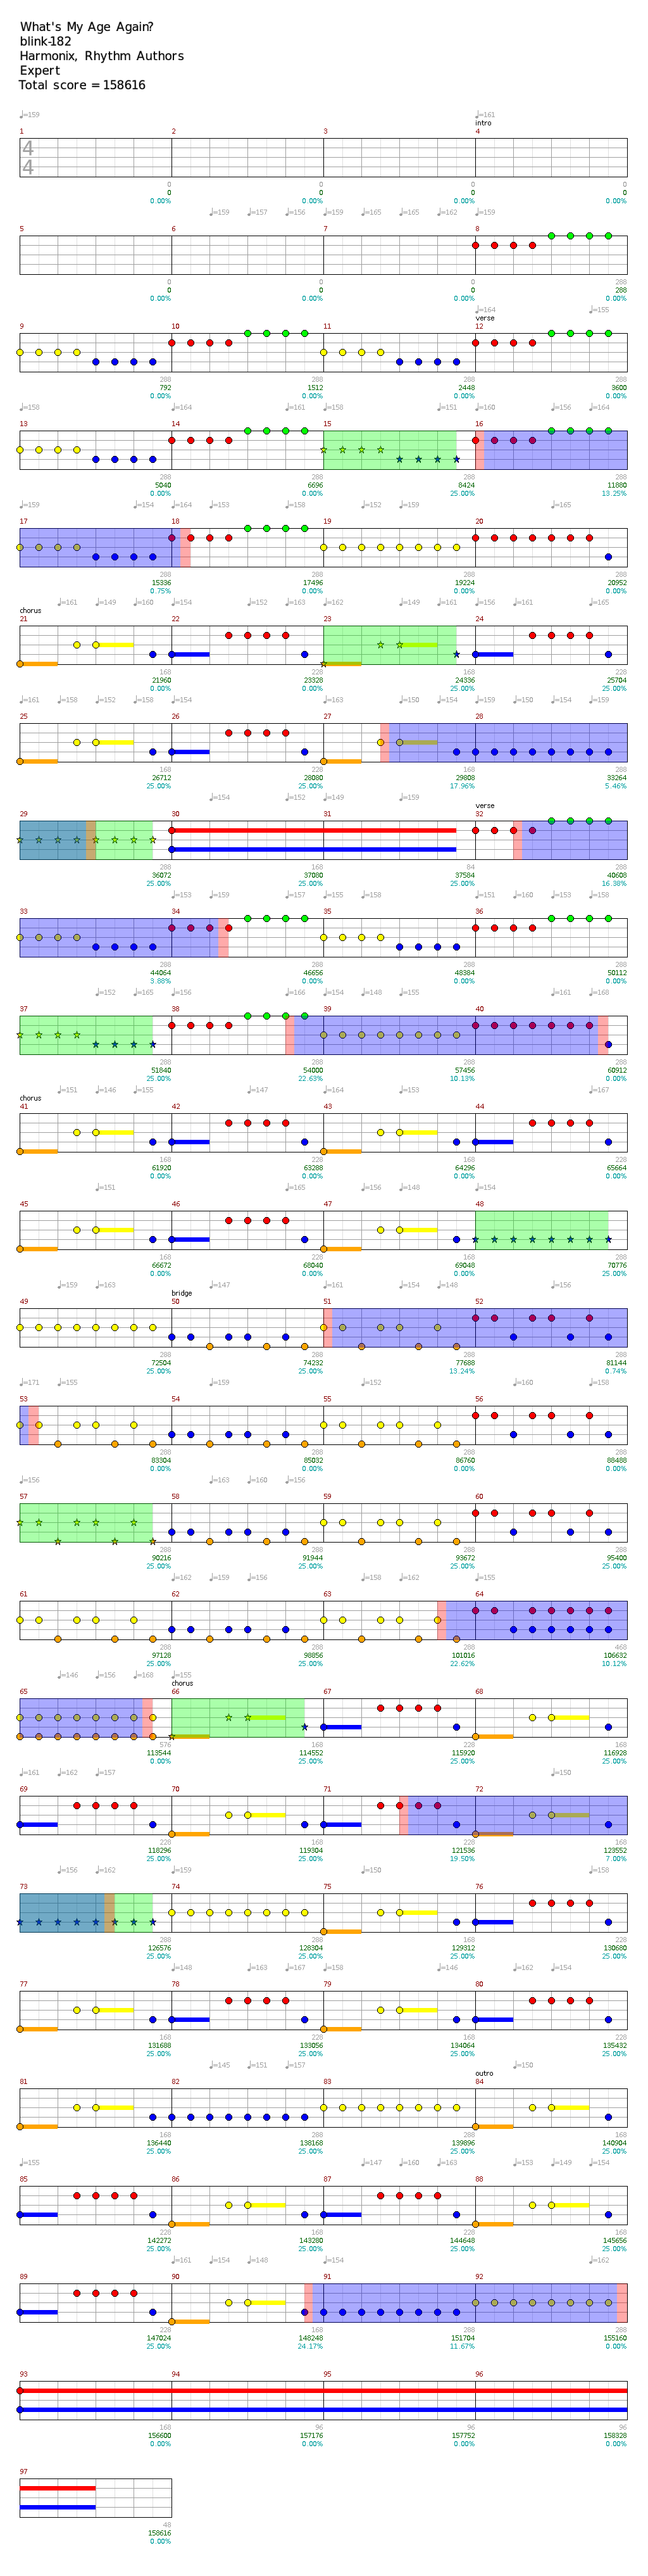 What's My Age Again?
blink-182
Harmonix, Rhythm Authors
Expert
Total score = 158616
♩=159 ♩=161
intro
1 2 3 4
4
4
0 0 0 0
0 0 0 0
0.00% 0.00% 0.00% 0.00%
♩=159 ♩=157 ♩=156 ♩=159 ♩=165 ♩=165 ♩=162 ♩=159
5 6 7 8
0 0 0 288
0 0 0 288
0.00% 0.00% 0.00% 0.00%
♩=164 ♩=155
verse
9 10 11 12
288 288 288 288
792 1512 2448 3600
0.00% 0.00% 0.00% 0.00%
♩=158 ♩=164 ♩=161 ♩=158 ♩=160 ♩=156 ♩=164
13 14 15 16
288 288 288 288
5040 6696 8424 11880
0.00% 0.00% 25.00% 13.25%
♩=159 ♩=154 ♩=164 ♩=153 ♩=159 ♩=155
17 18 19 20
288 288 288 288
15336 17496 19224 20952
0.75% 0.00% 0.00% 0.00%
♩=161 ♩=149 ♩=160 ♩=154 ♩=152 ♩=163 ♩=161 ♩=156 ♩=161 ♩=165
chorus
21 22 23 24
168 228 168 228
21960 23328 24336 25704
0.00% 0.00% 25.00% 25.00%
♩=161 ♩=158 ♩=152 ♩=158 ♩=154 ♩=163 ♩=150 ♩=154 ♩=159 ♩=150 ♩=154 ♩=159
25 26 27 28
168 228 168 288
26712 28080 29808 33264
25.00% 25.00% 17.96% 5.46%
♩=154 ♩=149 ♩=159
verse
29 30 31 32
288 168 84 288
36072 37080 37584 40608
25.00% 25.00% 25.00% 16.38%
♩=153 ♩=159 ♩=155 ♩=158 ♩=151 ♩=160 ♩=153 ♩=158
33 34 35 36
288 288 288 288
44064 46656 48384 50112
3.88% 0.00% 0.00% 0.00%
♩=152 ♩=165 ♩=156 ♩=166 ♩=154 ♩=148 ♩=155 ♩=161 ♩=168
37 38 39 40
288 288 288 288
51840 54000 57456 60912
25.00% 22.63% 10.13% 0.00%
♩=151 ♩=146 ♩=155 ♩=147 ♩=154 ♩=159 ♩=167
chorus
41 42 43 44
168 228 168 228
61920 63288 64296 65664
0.00% 0.00% 0.00% 0.00%
♩=151 ♩=165 ♩=156 ♩=148 ♩=154
45 46 47 48
168 228 168 288
66672 68040 69048 70776
0.00% 0.00% 0.00% 25.00%
♩=159 ♩=163 ♩=147 ♩=161 ♩=154 ♩=148 ♩=156
bridge
49 50 51 52
288 288 288 288
72504 74232 77688 81144
25.00% 25.00% 13.24% 0.74%
♩=171 ♩=155 ♩=159 ♩=152 ♩=160 ♩=158
53 54 55 56
288 288 288 288
83304 85032 86760 88488
0.00% 0.00% 0.00% 0.00%
♩=156 ♩=163 ♩=160 ♩=156
57 58 59 60
288 288 288 288
90216 91944 93672 95400
25.00% 25.00% 25.00% 25.00%
♩=162 ♩=159 ♩=156 ♩=158 ♩=162 ♩=155
61 62 63 64
288 288 288 468
97128 98856 101016 106632
25.00% 25.00% 22.62% 10.12%
♩=146 ♩=156 ♩=168 ♩=155
chorus
65 66 67 68
576 168 228 168
113544 114552 115920 116928
0.00% 25.00% 25.00% 25.00%
♩=161 ♩=162 ♩=157 ♩=150
69 70 71 72
228 168 228 168
118296 119304 121536 123552
25.00% 25.00% 19.50% 7.00%
♩=156 ♩=162 ♩=159 ♩=150 ♩=158
73 74 75 76
288 288 168 228
126576 128304 129312 130680
25.00% 25.00% 25.00% 25.00%
♩=148 ♩=163 ♩=167 ♩=158 ♩=146 ♩=162 ♩=154
77 78 79 80
168 228 168 228
131688 133056 134064 135432
25.00% 25.00% 25.00% 25.00%
♩=145 ♩=151 ♩=157 ♩=150
outro
81 82 83 84
168 288 288 168
136440 138168 139896 140904
25.00% 25.00% 25.00% 25.00%
♩=155 ♩=147 ♩=160 ♩=163 ♩=153 ♩=149 ♩=154
85 86 87 88
228 168 228 168
142272 143280 144648 145656
25.00% 25.00% 25.00% 25.00%
♩=161 ♩=154 ♩=148 ♩=154 ♩=162
89 90 91 92
228 168 288 288
147024 148248 151704 155160
25.00% 24.17% 11.67% 0.00%
93 94 95 96
168 96 96 96
156600 157176 157752 158328
0.00% 0.00% 0.00% 0.00%
97
48
158616
0.00%